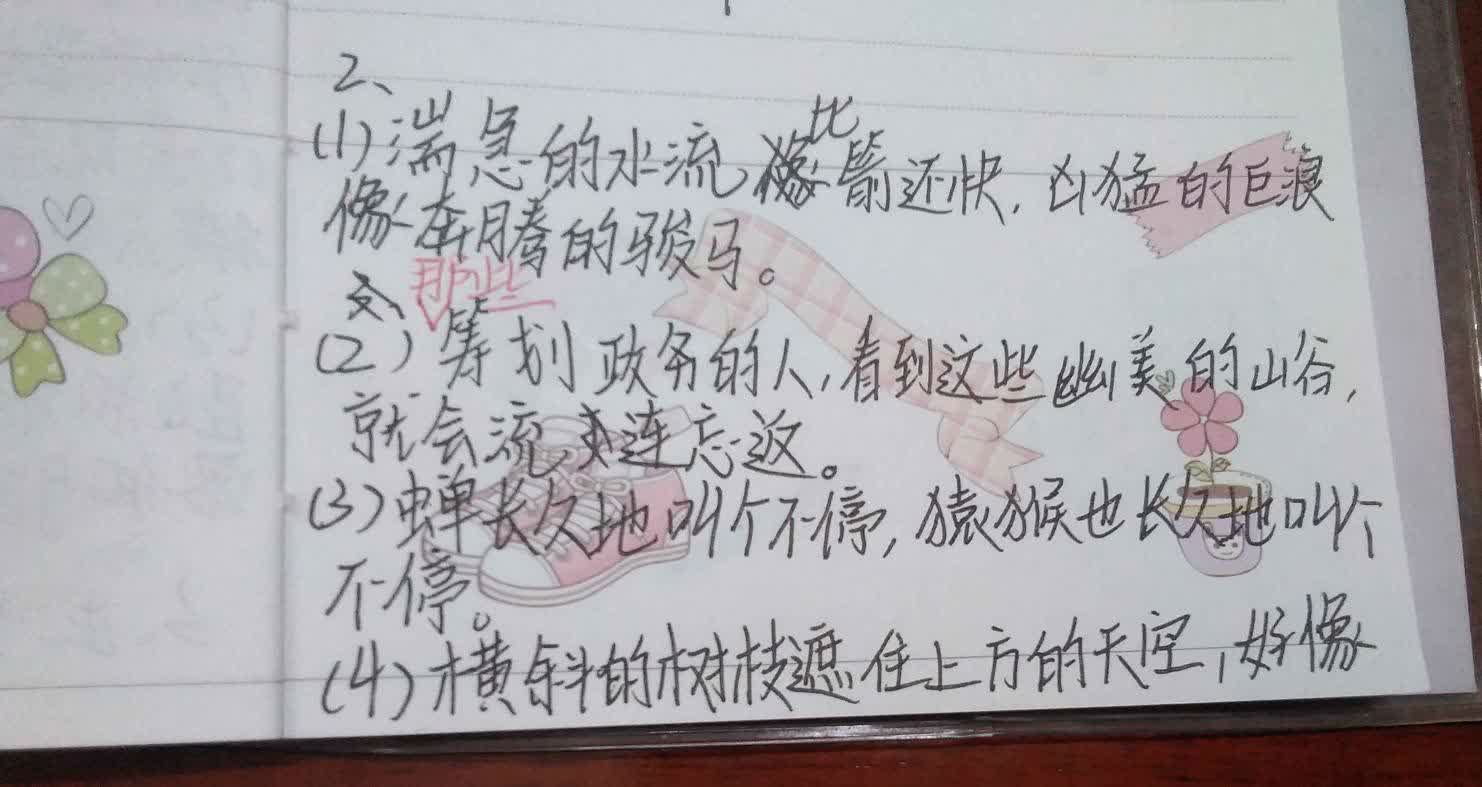 2、
(1)湍急的水流比箭还快,凶猛的巨浪
像奔腾的骏马。
那些
(2)筹划政务的人,看到这些幽美的山谷,
就会流连忘返。
(3)蝉长久地叫个不停,猿猴也长久地叫个
不停。
(4)横斜的树枝遮住上方的天空,好像